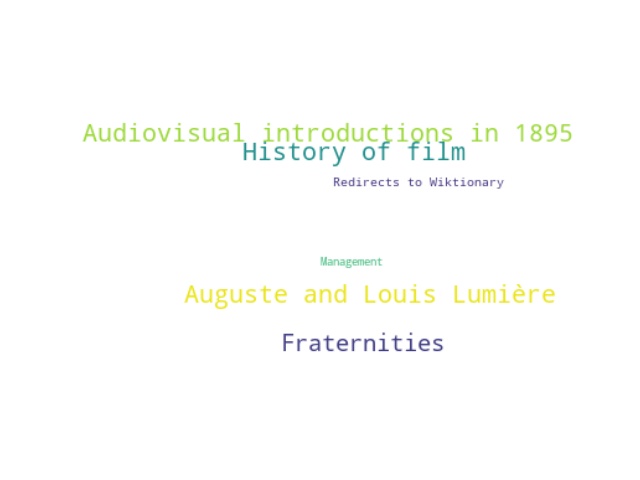 Audiovisual introductions in 1895
History of film
Redirects to Wiktionary
Management
Auguste and Louis Lumière
Fraternities